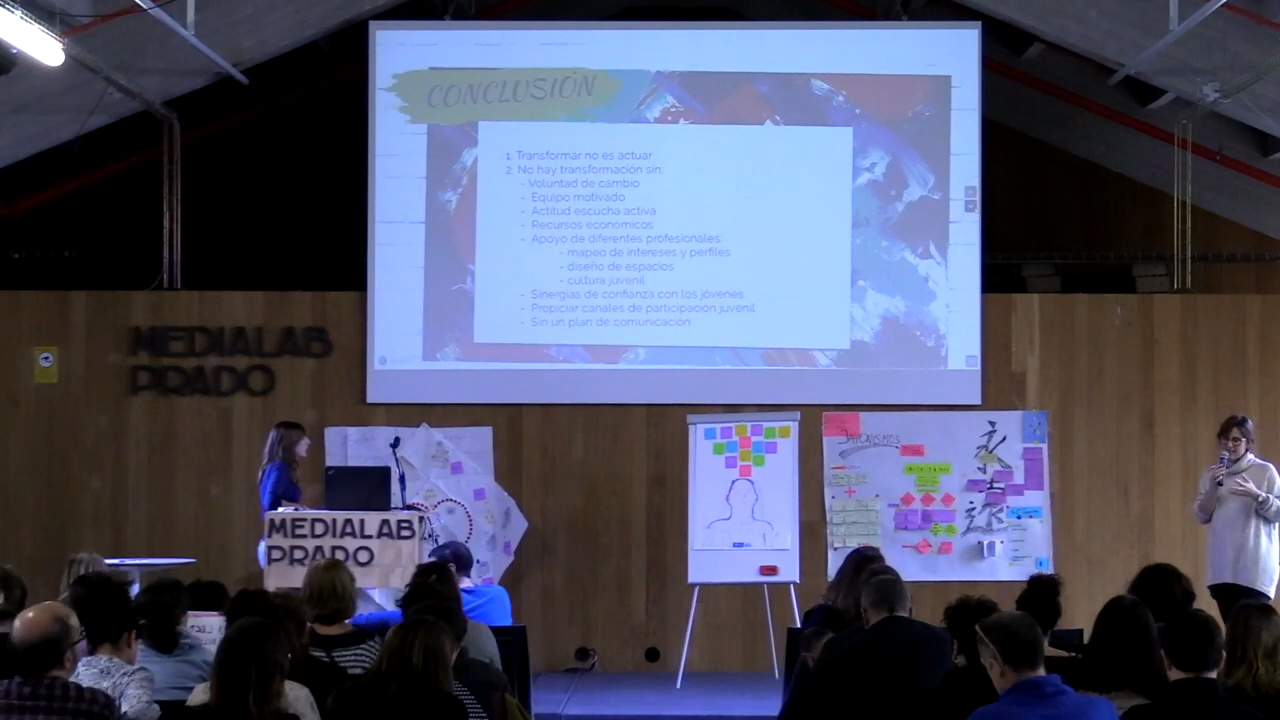 CONCLUSIÓN
1. Transformar no es actuar
2. No hay transformación sin:
- Voluntad de cambio
- Equipo motivado
- Actitud escucha activa
- Recursos económicos
- Apoyo de diferentes profesionales:
- mapeo de intereses y perfiles
- diseño de espacios
- cultura juvenil
- Sinergias de confianza con los jóvenes
- Propiciar canales de participación juvenil
- Sin un plan de comunicación
MEDIALAB
PRADO
JAPONISMOS
MEDIALAB
PRADO